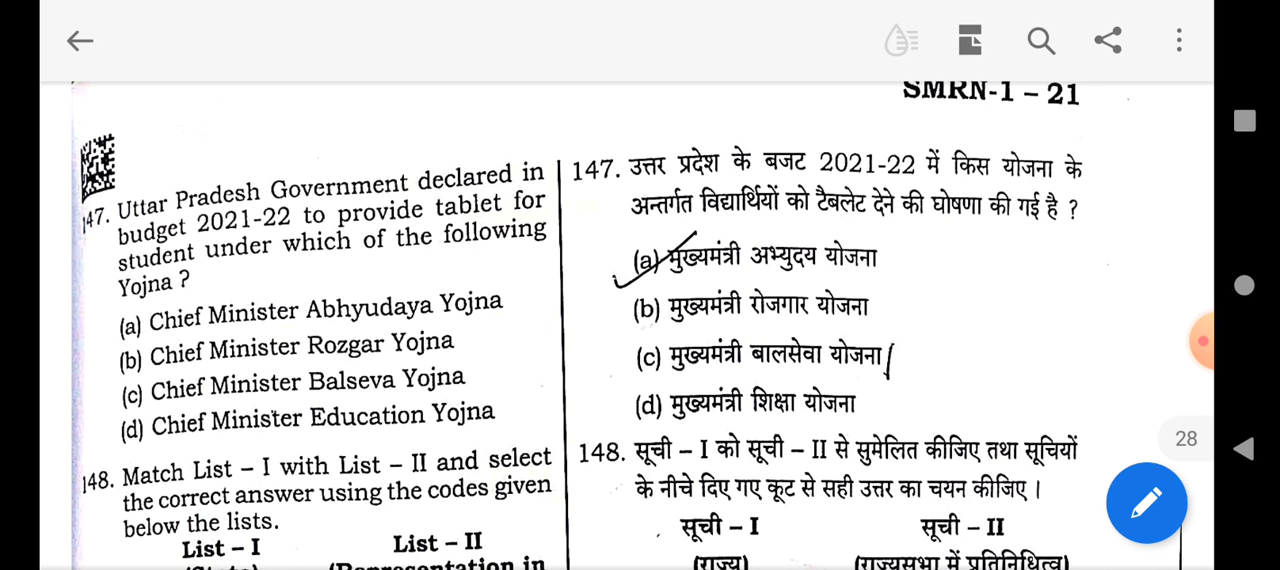 SMRN-1 – 21
147. Uttar Pradesh Government declared in
budget 2021-22 to provide tablet for
student under which of the following
Yojna ?
(a) Chief Minister Abhyudaya Yojna
(b) Chief Minister Rozgar Yojna
(c) Chief Minister Balseva Yojna
(d) Chief Minister Education Yojna
148. Match List – I with List – II and select
the correct answer using the codes given
below the lists.
List – I List – II
(State) (Representation in
147. उत्तर प्रदेश के बजट 2021-22 में किस योजना के
अन्तर्गत विद्यार्थियों को टैबलेट देने की घोषणा की गई है ?
(a) मुख्यमंत्री अभ्युदय योजना
(b) मुख्यमंत्री रोजगार योजना
(c) मुख्यमंत्री बालसेवा योजना
(d) मुख्यमंत्री शिक्षा योजना
148. सूची – I को सूची – II से सुमेलित कीजिए तथा सूचियों
के नीचे दिए गए कूट से सही उत्तर का चयन कीजिए ।
सूची – I सूची – II
(राज्य) (राज्यसभा में प्रतिनिधित्व)
28